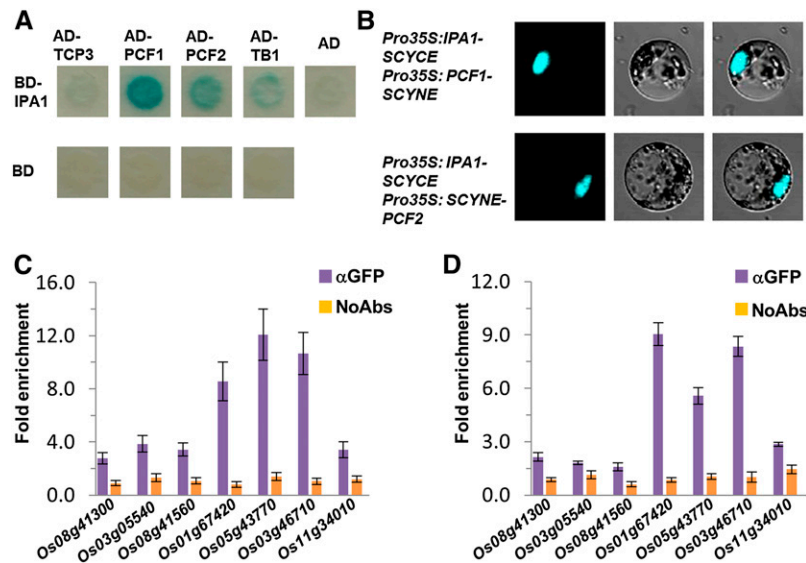 A
AD-TCP3
AD-PCF1
AD-PCF2
AD-TB1
AD
BD-IPA1
BD
B
Pro35S:IPA1-
SCYCE
Pro35S: PCF1-
SCYNE
Pro35S: IPA1-
SCYCE
Pro35S: SCYNE-
PCF2
C
Fold enrichment
16.0
12.0
8.0
4.0
0.0
αGFP
NoAbs
Os08g41300
Os03g05540
Os08g41560
Os01g67420
Os05g43770
Os03g46710
Os11g34010
D
Fold enrichment
12.0
9.0
6.0
3.0
0.0
αGFP
NoAbs
Os08g41300
Os03g05540
Os08g41560
Os01g67420
Os05g43770
Os03g46710
Os11g34010